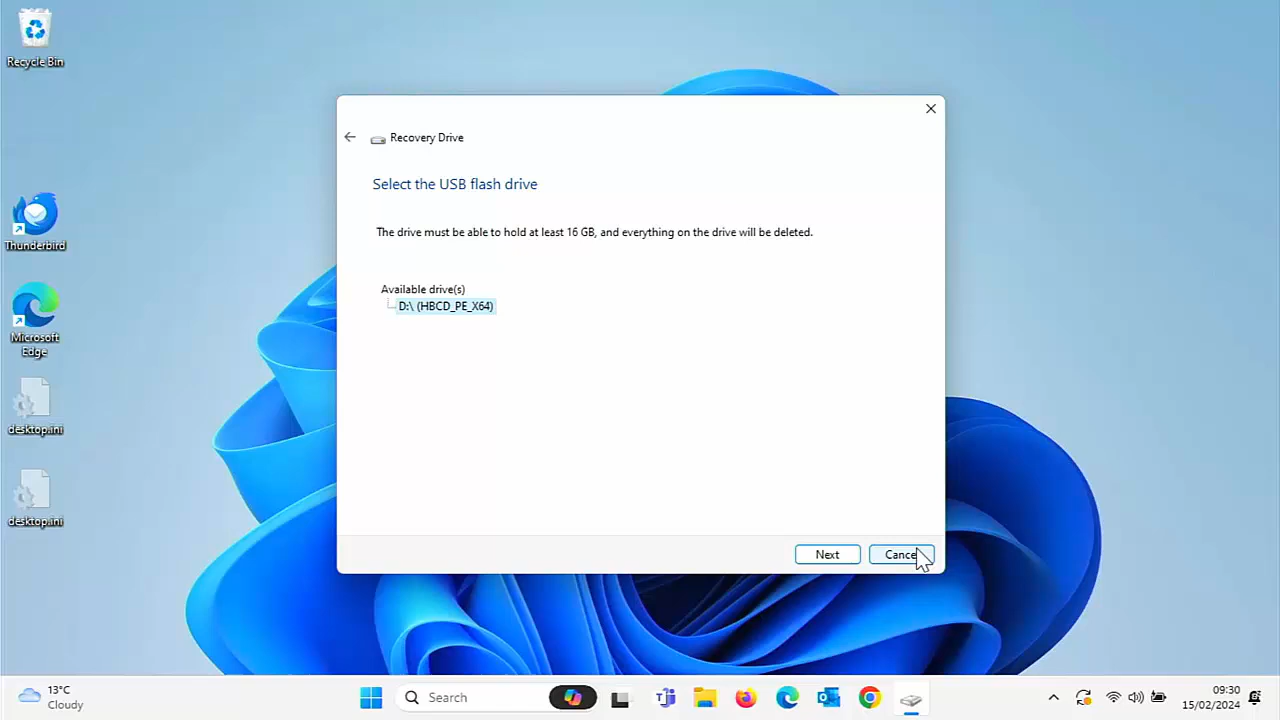 Recycle Bin
Thunderbird
Microsoft
Edge
desktop.ini
desktop.ini
Recovery Drive
Select the USB flash drive
The drive must be able to hold at least 16 GB, and everything on the drive will be deleted.
Available drive(s)
D:\ (HBCD_PE_X64)
Next
Cancel
13°C
Cloudy
Search
09:30
15/02/2024